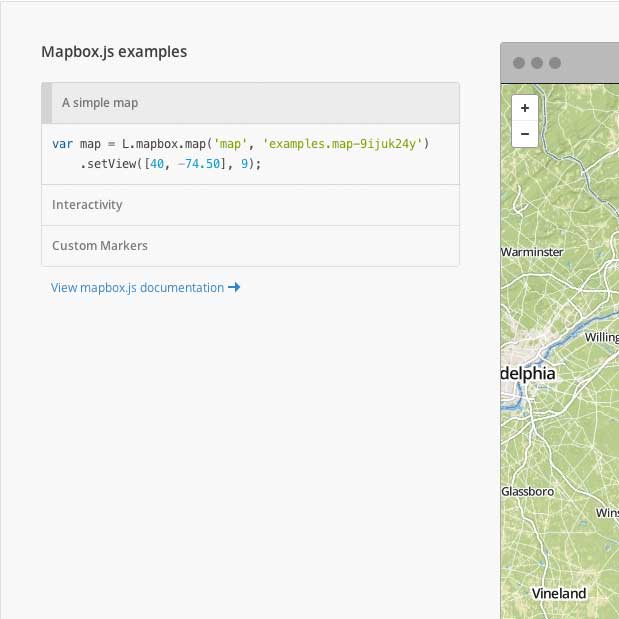 Mapbox.js examples
A simple map
var map = L.mapbox.map('map', 'examples.map-9ijuk24y')
.setView([40, -74.50], 9);
Interactivity
Custom Markers
View mapbox.js documentation
+
-
Warminster
Willing
delphia
Glassboro
Wins
Vineland